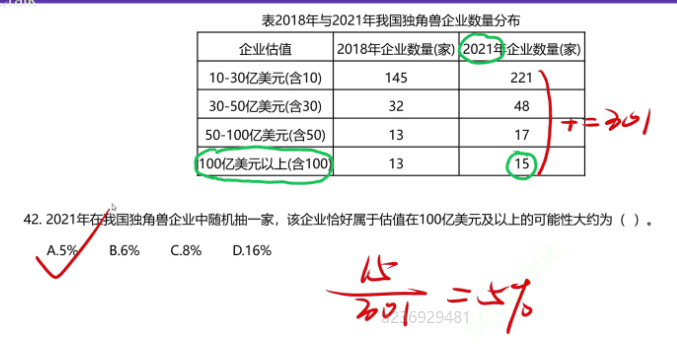 表2018年与2021年我国独角兽企业数量分布
企业估值 2018年企业数量(家) 2021年企业数量(家)
10-30亿美元(含10) 145 221
30-50亿美元(含30) 32 48
50-100亿美元(含50) 13 17
100亿美元以上(含100) 13 15
+=301
42. 2021年在我国独角兽企业中随机抽一家，该企业恰好属于估值在100亿美元及以上的可能性大约为（ ）。
A.5% B.6% C.8% D.16%
15
301
=5%
a236929481